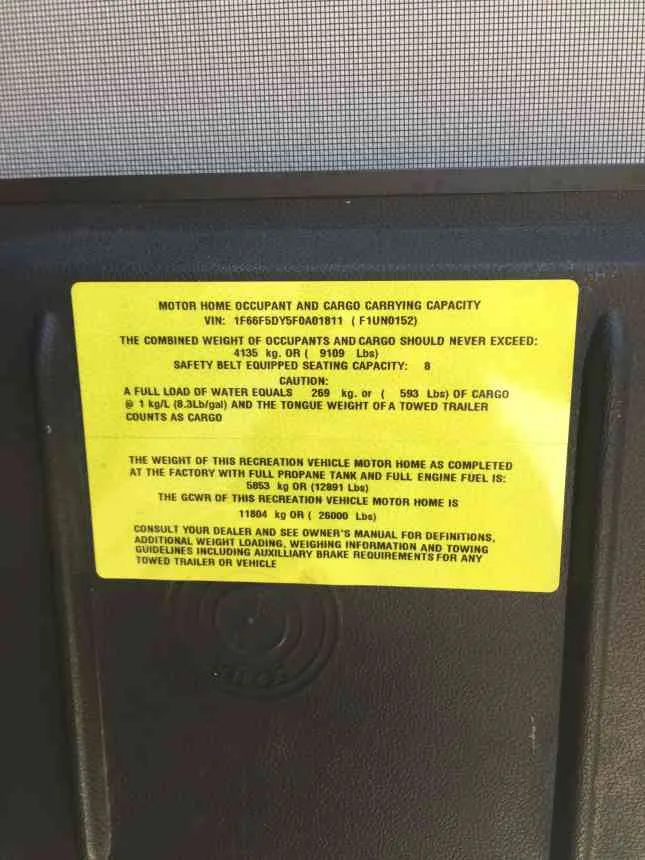 MOTOR HOME OCCUPANT AND CARGO CARRYING CAPACITY
VIN: 1F66F5DY5F0A01811 ( F1UN0152)
THE COMBINED WEIGHT OF OCCUPANTS AND CARGO SHOULD NEVER EXCEED:
4135 kg. OR ( 9109 Lbs)
SAFETY BELT EQUIPPED SEATING CAPACITY: 8
CAUTION:
A FULL LOAD OF WATER EQUALS 269 kg. or ( 593 Lbs) OF CARGO
@ 1 kg/L (8.3Lb/gal) AND THE TONGUE WEIGHT OF A TOWED TRAILER
COUNTS AS CARGO
THE WEIGHT OF THIS RECREATION VEHICLE MOTOR HOME AS COMPLETED
AT THE FACTORY WITH FULL PROPANE TANK AND FULL ENGINE FUEL IS:
5853 kg OR (12891 Lbs)
THE GCWR OF THIS RECREATION VEHICLE MOTOR HOME IS
11804 kg OR ( 26000 Lbs)
CONSULT YOUR DEALER AND SEE OWNER'S MANUAL FOR DEFINITIONS,
ADDITIONAL WEIGHT LOADING, WEIGHING INFORMATION AND TOWING
GUIDELINES INCLUDING AUXILLIARY BRAKE REQUIREMENTS FOR ANY
TOWED TRAILER OR VEHICLE